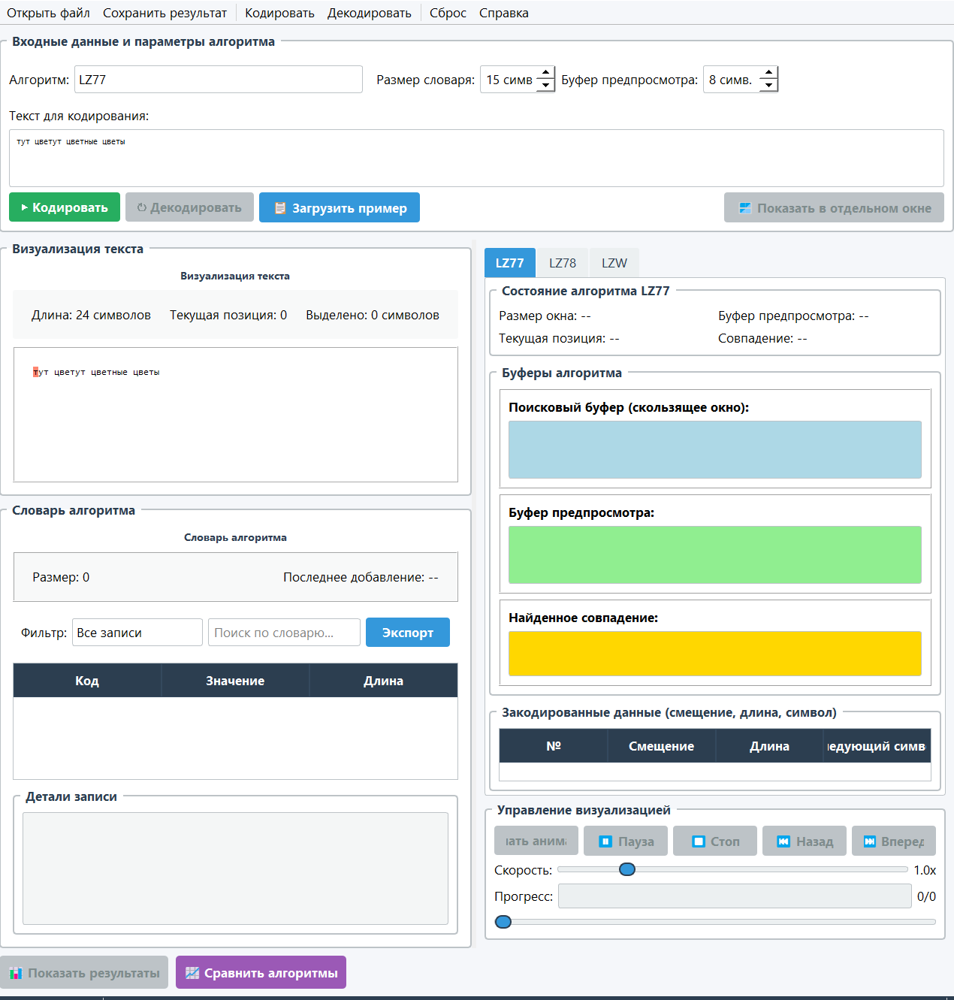 Открыть файл Сохранить результат Кодировать Декодировать Сброс Справка
Входные данные и параметры алгоритма
Алгоритм: LZ77 Размер словаря: 15 симв Буфер предпросмотра: 8 симв.
Текст для кодирования:
тут цветут цветные цветы
Кодировать Декодировать Загрузить пример Показать в отдельном окне
Визуализация текста
Визуализация текста
Длина: 24 символов Текущая позиция: 0 Выделено: 0 символов
тут цветут цветные цветы
Словарь алгоритма
Словарь алгоритма
Размер: 0 Последнее добавление: --
Фильтр: Все записи Поиск по словарю... Экспорт
Код Значение Длина
Детали записи
LZ77 LZ78 LZW
Состояние алгоритма LZ77
Размер окна: -- Буфер предпросмотра: --
Текущая позиция: -- Совпадение: --
Буферы алгоритма
Поисковый буфер (скользящее окно):
Буфер предпросмотра:
Найденное совпадение:
Закодированные данные (смещение, длина, символ)
№ Смещение Длина едующий симв
Управление визуализацией
ать аним Пауза Стоп Назад Вперед
Скорость: 1.0x
Прогресс: 0/0
Показать результаты Сравнить алгоритмы